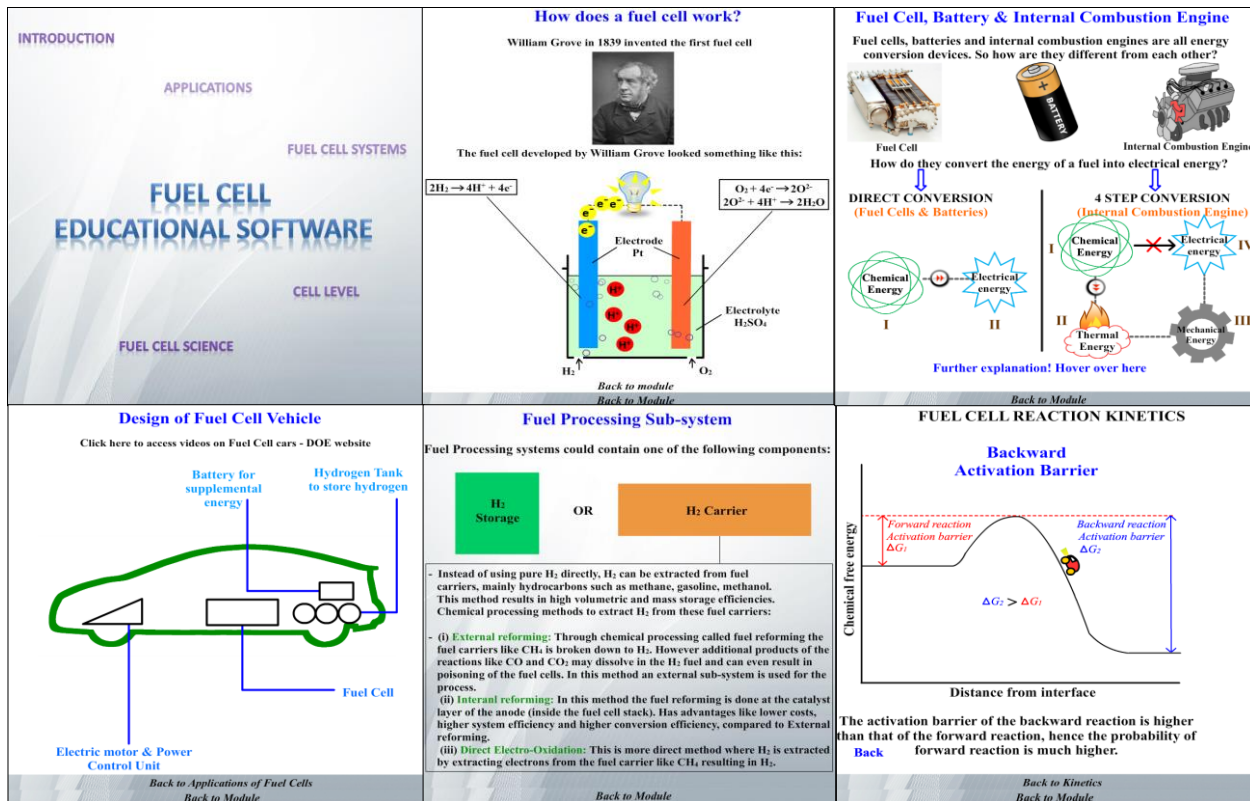 INTRODUCTION
APPLICATIONS
FUEL CELL SYSTEMS
FUEL CELL
EDUCATIONAL SOFTWARE
CELL LEVEL
FUEL CELL SCIENCE
How does a fuel cell work?
William Grove in 1839 invented the first fuel cell
The fuel cell developed by William Grove looked something like this:
2H₂ → 4H⁺ + 4e⁻
O₂ + 4e⁻ → 2O²⁻
2O²⁻ + 4H⁺ → 2H₂O
e⁻ e⁻ e⁻
e⁻
e⁻
Electrode
Pt
H⁺
H⁺
H⁺
H⁺
H⁺
Electrolyte
H₂SO₄
H₂
O₂
Back to module
Back to Module
Fuel Cell, Battery & Internal Combustion Engine
Fuel cells, batteries and internal combustion engines are all energy
conversion devices. So how are they different from each other?
+
BATTERY
Fuel Cell
Internal Combustion Engine
How do they convert the energy of a fuel into electrical energy?
DIRECT CONVERSION
(Fuel Cells & Batteries)
Chemical
Energy
Electrical
energy
I
II
4 STEP CONVERSION
(Internal Combustion Engine)
I
Chemical
Energy
Electrical
energy
IV
II
Thermal
Energy
Mechanical
Energy
III
Further explanation! Hover over here
Back to Module
Design of Fuel Cell Vehicle
Click here to access videos on Fuel Cell cars - DOE website
Battery for
supplemental
energy
Hydrogen Tank
to store hydrogen
Fuel Cell
Electric motor & Power
Control Unit
Back to Applications of Fuel Cells
Back to Module
Fuel Processing Sub-system
Fuel Processing systems could contain one of the following components:
H₂
Storage
OR
H₂ Carrier
- Instead of using pure H₂ directly, H₂ can be extracted from fuel
carriers, mainly hydrocarbons such as methane, gasoline, methanol.
This method results in high volumetric and mass storage efficiencies.
Chemical processing methods to extract H₂ from these fuel carriers:
- (i) External reforming: Through chemical processing called fuel reforming the
fuel carriers like CH₄ is broken down to H₂. However additional products of the
reactions like CO and CO₂ may dissolve in the H₂ fuel and can even result in
poisoning of the fuel cells. In this method an external sub-system is used for the
process.
(ii) Interanl reforming: In this method the fuel reforming is done at the catalyst
layer of the anode (inside the fuel cell stack). Has advantages like lower costs,
higher system efficiency and higher conversion efficiency, compared to External
reforming.
(iii) Direct Electro-Oxidation: This is more direct method where H₂ is extracted
by extracting electrons from the fuel carrier like CH₄ resulting in H₂.
Back to Module
FUEL CELL REACTION KINETICS
Backward
Activation Barrier
Chemical free energy
Forward reaction
Activation barrier
ΔG₁
Backward reaction
Activation barrier
ΔG₂
ΔG₂ > ΔG₁
Distance from interface
The activation barrier of the backward reaction is higher
than that of the forward reaction, hence the probability of
forward reaction is much higher.
Back
Back to Kinetics
Back to Module